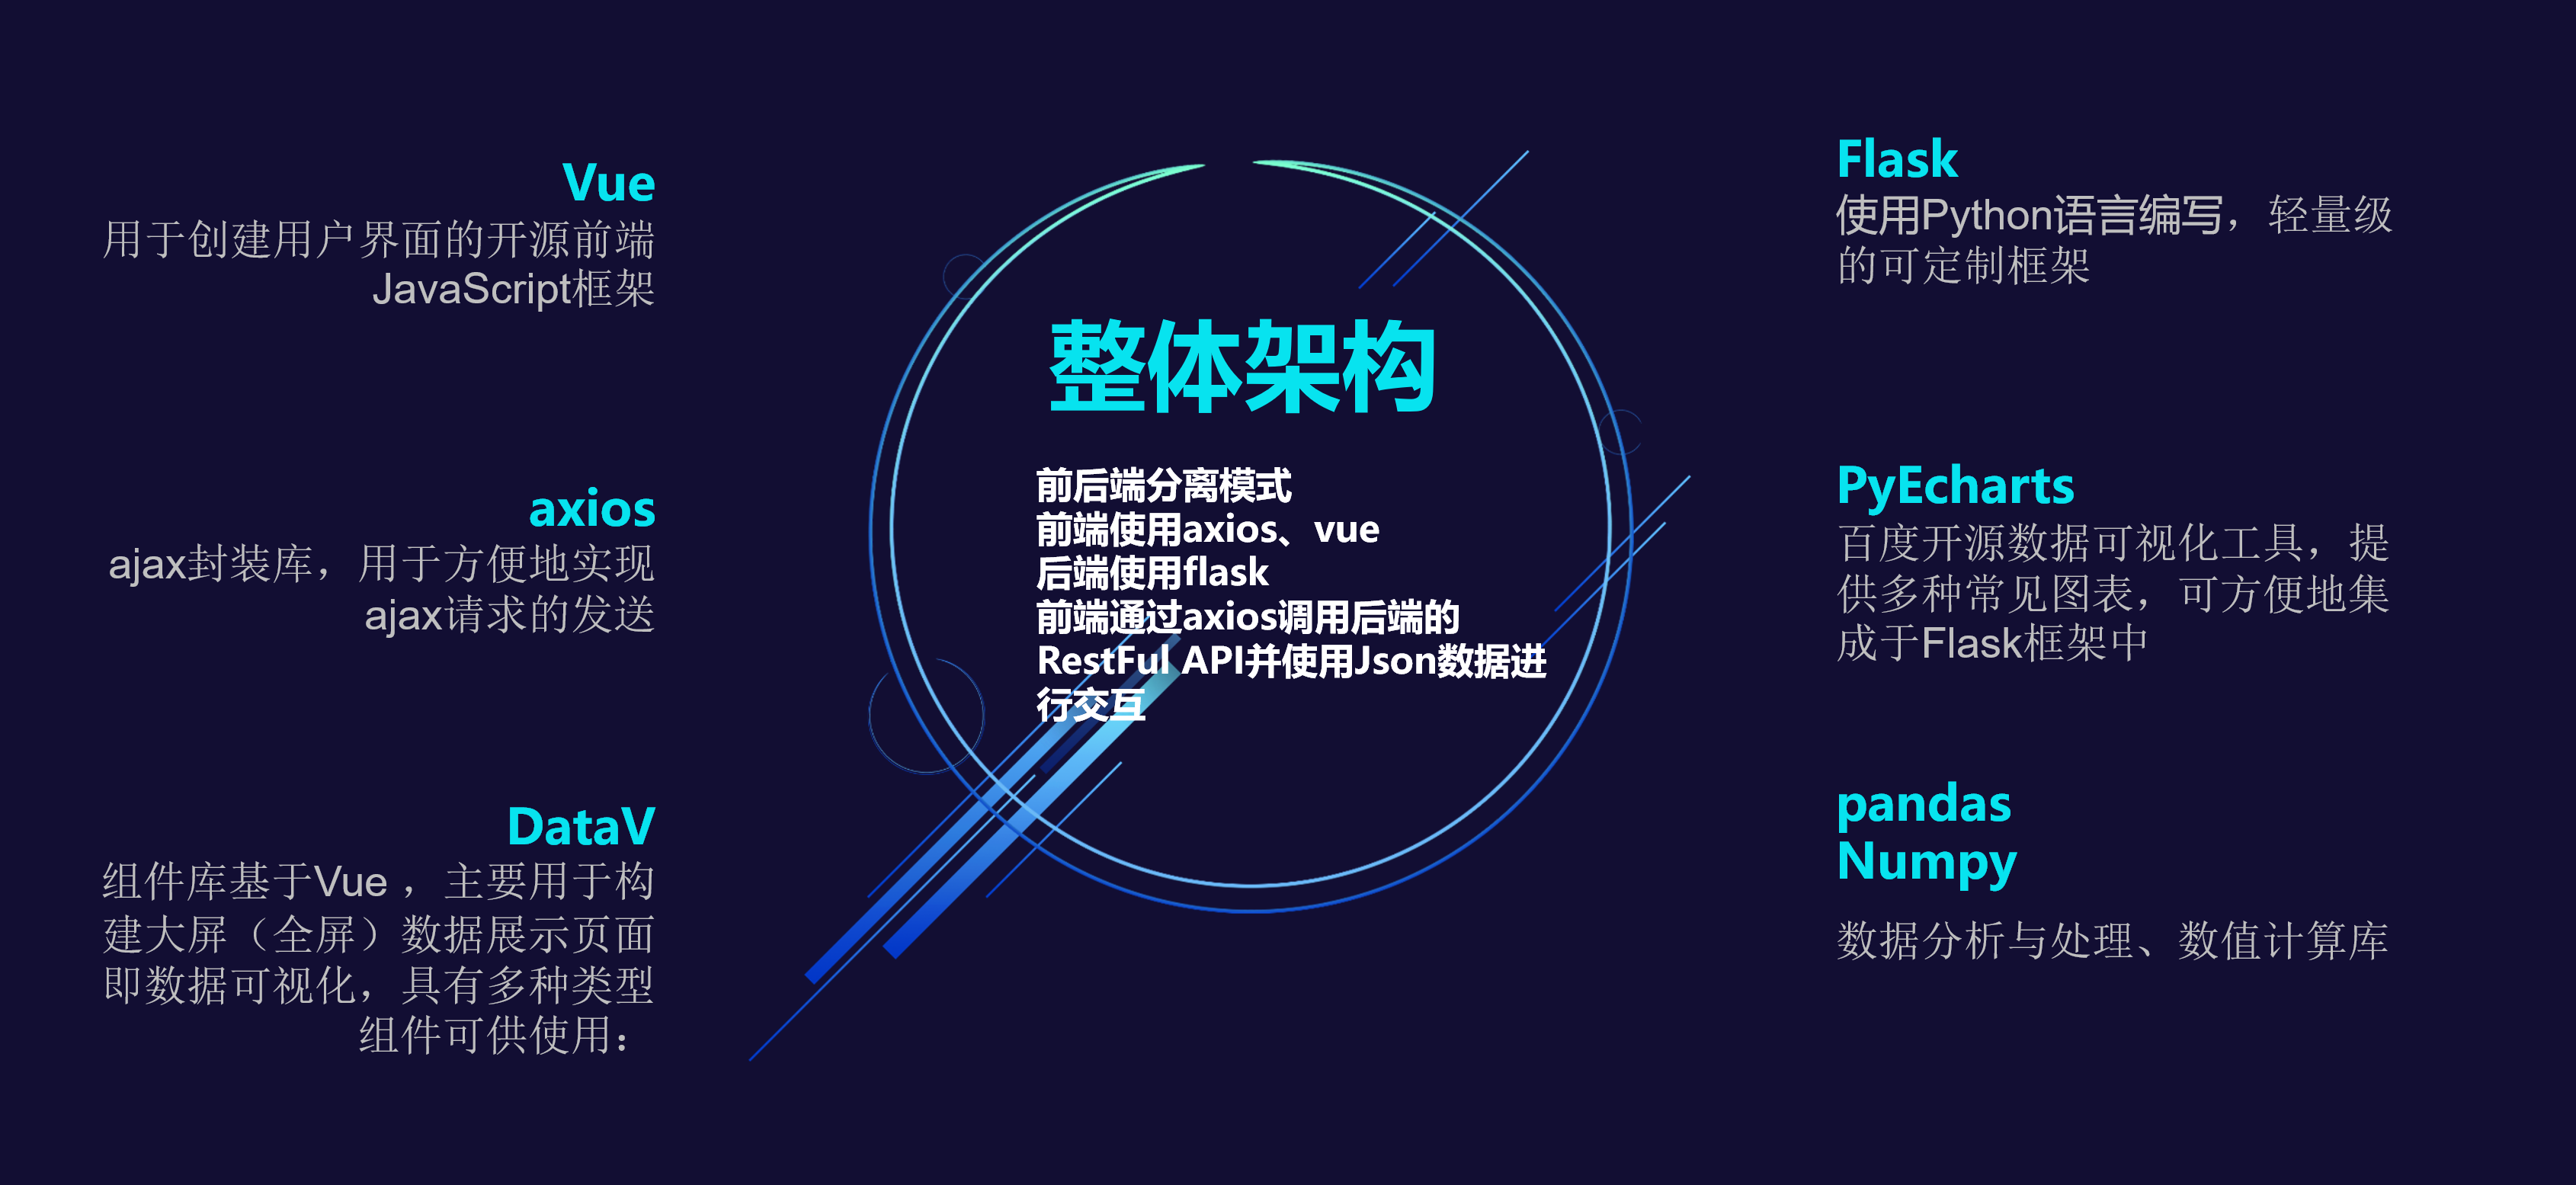 Vue
用于创建用户界面的开源前端
JavaScript框架
axios
ajax封装库，用于方便地实现
ajax请求的发送
DataV
组件库基于Vue ，主要用于构
建大屏（全屏）数据展示页面
即数据可视化，具有多种类型
组件可供使用：
整体架构
前后端分离模式
前端使用axios、vue
后端使用flask
前端通过axios调用后端的
RestFul API并使用Json数据进
行交互
Flask
使用Python语言编写，轻量级
的可定制框架
PyEcharts
百度开源数据可视化工具，提
供多种常见图表，可方便地集
成于Flask框架中
pandas
Numpy
数据分析与处理、数值计算库